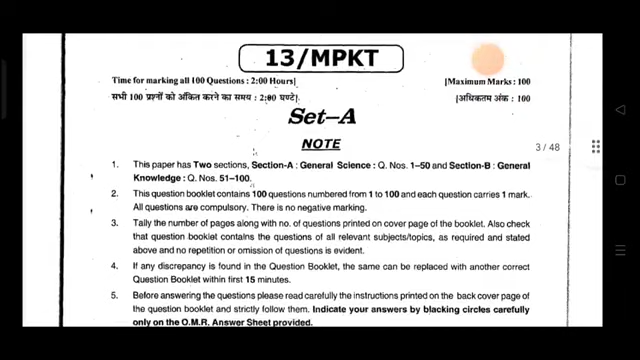 13/MPKT
Time for marking all 100 Questions : 2:00 Hours
[Maximum Marks : 100
सभी 100 प्रश्नों को अंकित करने का समय : 2:00 घण्टे
[अधिकतम अंक : 100
Set–A
NOTE
3 / 48
1. This paper has Two sections, Section-A : General Science : Q. Nos. 1–50 and Section-B : General
Knowledge : Q. Nos. 51-100.
2. This question booklet contains 100 questions numbered from 1 to 100 and each question carries 1 mark.
All questions are compulsory. There is no negative marking.
3. Tally the number of pages along with no. of questions printed on cover page of the booklet. Also check
that question booklet contains the questions of all relevant subjects/topics, as required and stated
above and no repetition or omission of questions is evident.
4. If any discrepancy is found in the Question Booklet, the same can be replaced with another correct
Question Booklet within first 15 minutes.
5. Before answering the questions please read carefully the instructions printed on the back cover page of
the question booklet and strictly follow them. Indicate your answers by blacking circles carefully
only on the O.M.R. Answer Sheet provided.